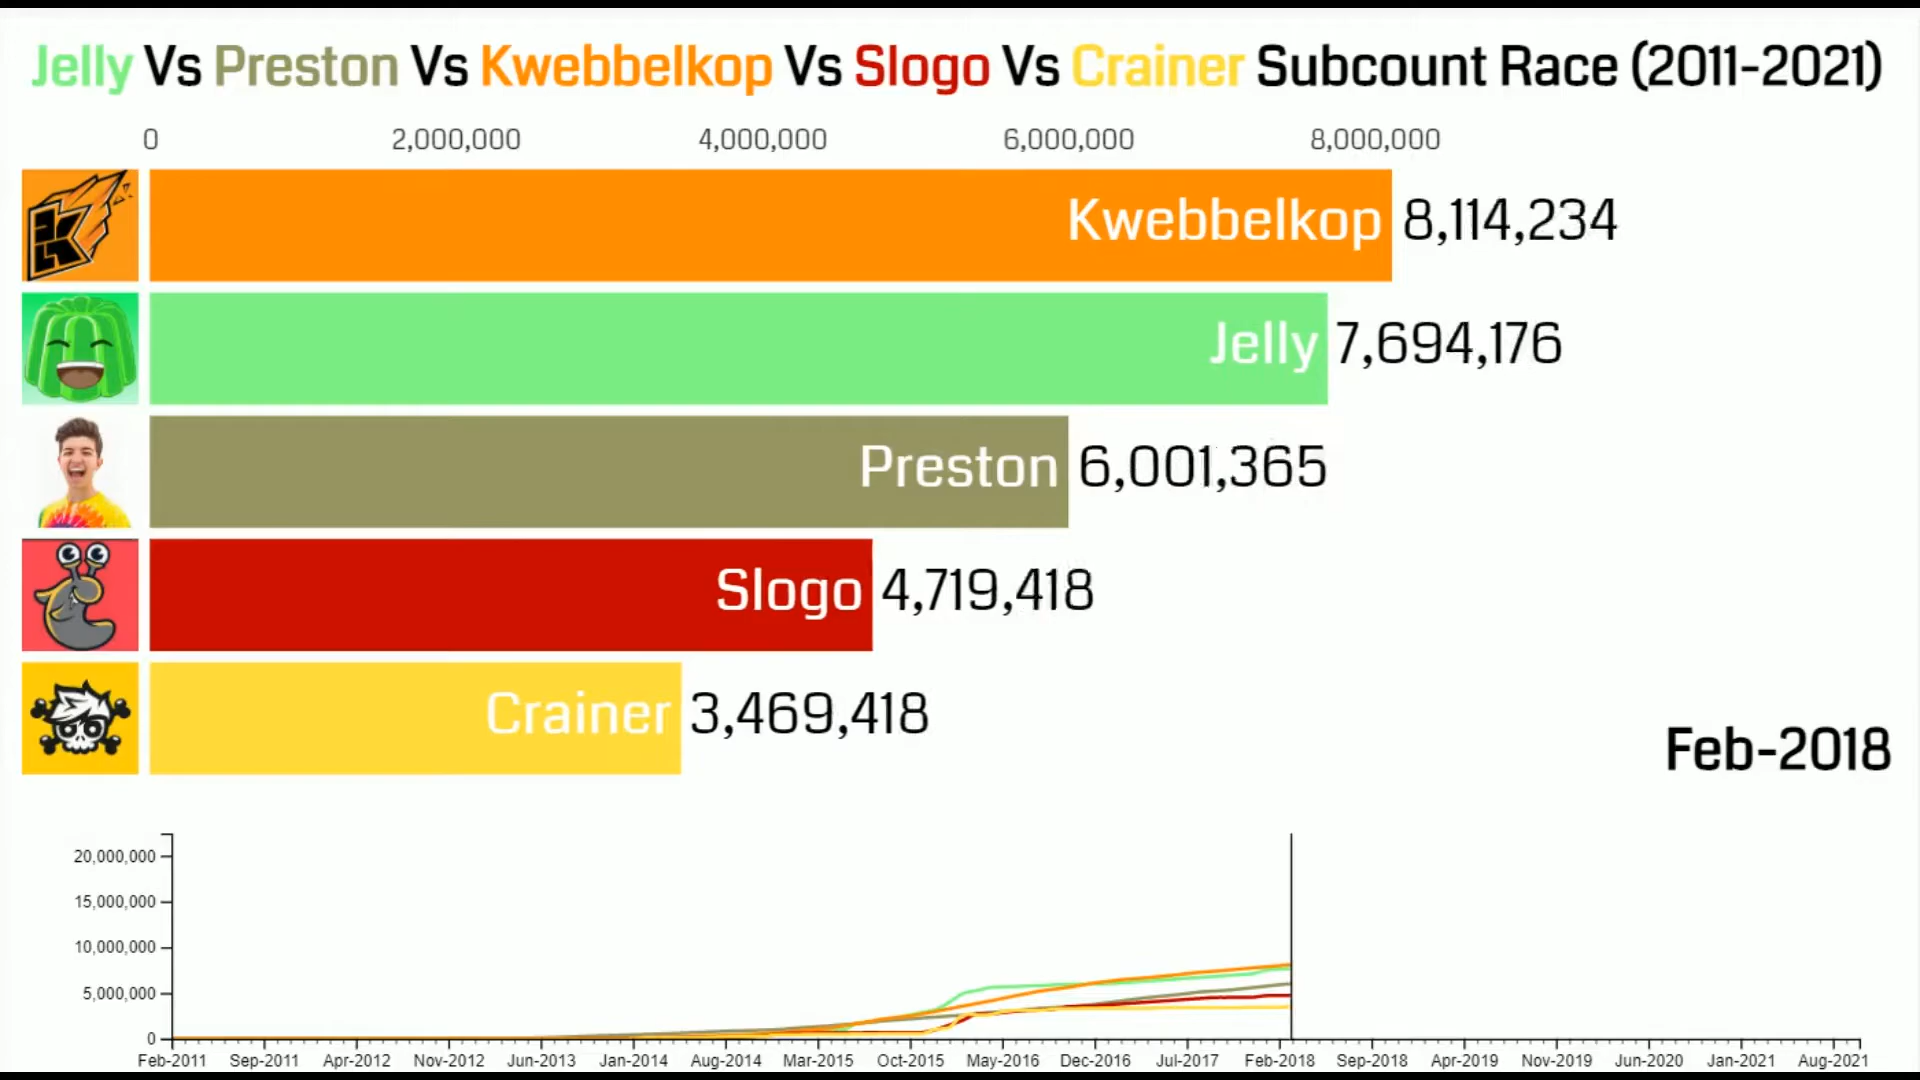 Jelly Vs Preston Vs Kwebbelkop Vs Slogo Vs Crainer Subcount Race (2011-2021)
0 2,000,000 4,000,000 6,000,000 8,000,000
Kwebbelkop 8,114,234
Jelly 7,694,176
Preston 6,001,365
Slogo 4,719,418
Crainer 3,469,418
Feb-2018
20,000,000
15,000,000
10,000,000
5,000,000
0
Feb-2011 Sep-2011 Apr-2012 Nov-2012 Jun-2013 Jan-2014 Aug-2014 Mar-2015 Oct-2015 May-2016 Dec-2016 Jul-2017 Feb-2018 Sep-2018 Apr-2019 Nov-2019 Jun-2020 Jan-2021 Aug-2021